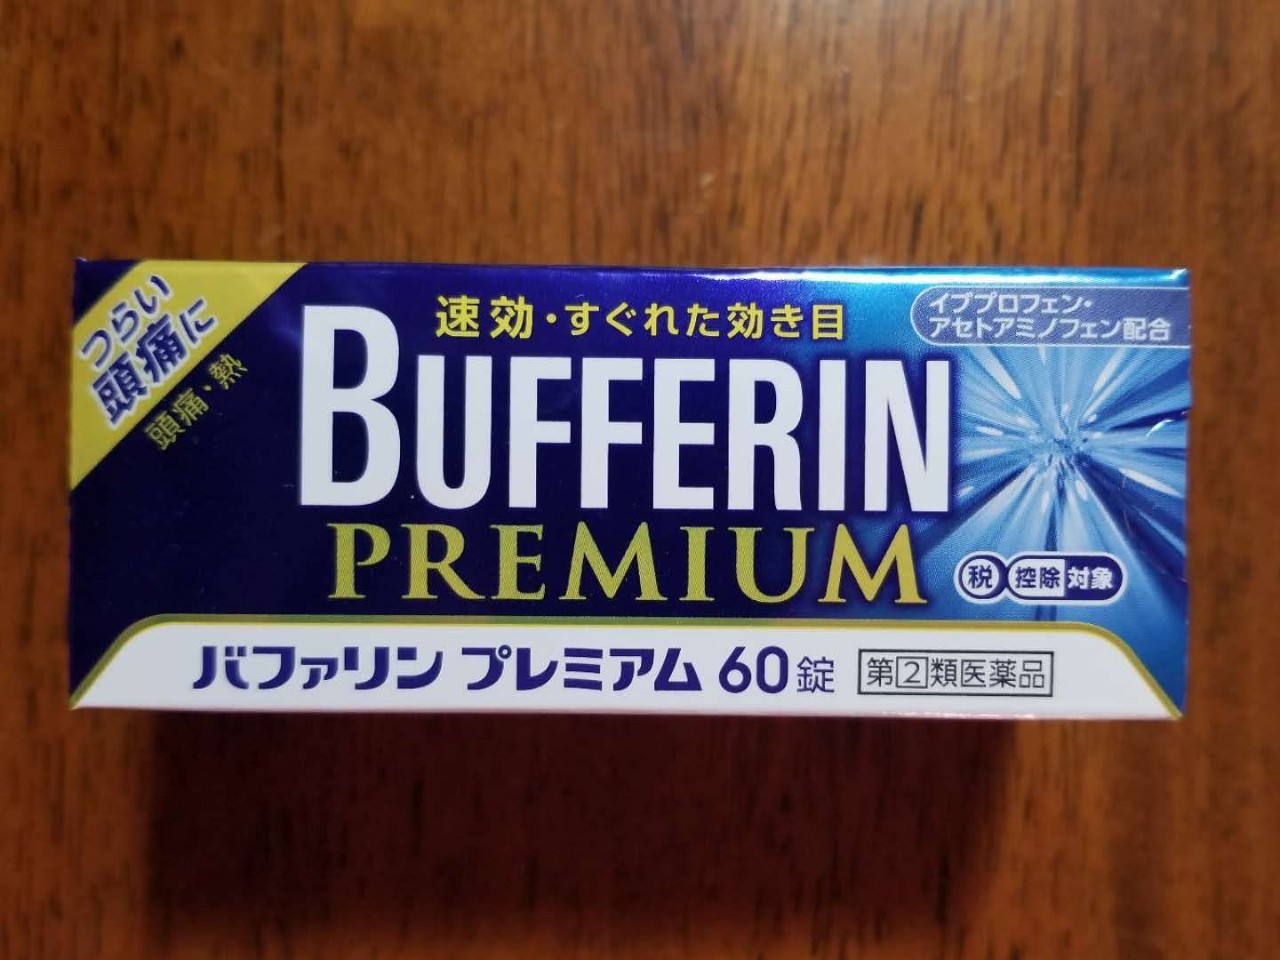 つらい
頭痛に
頭痛・熱
速効・すぐれた効き目
イブプロフェン・
アセトアミノフェン配合
BUFFERIN
PREMIUM
税 控除 対象
バファリン プレミアム 60錠 第②類医薬品